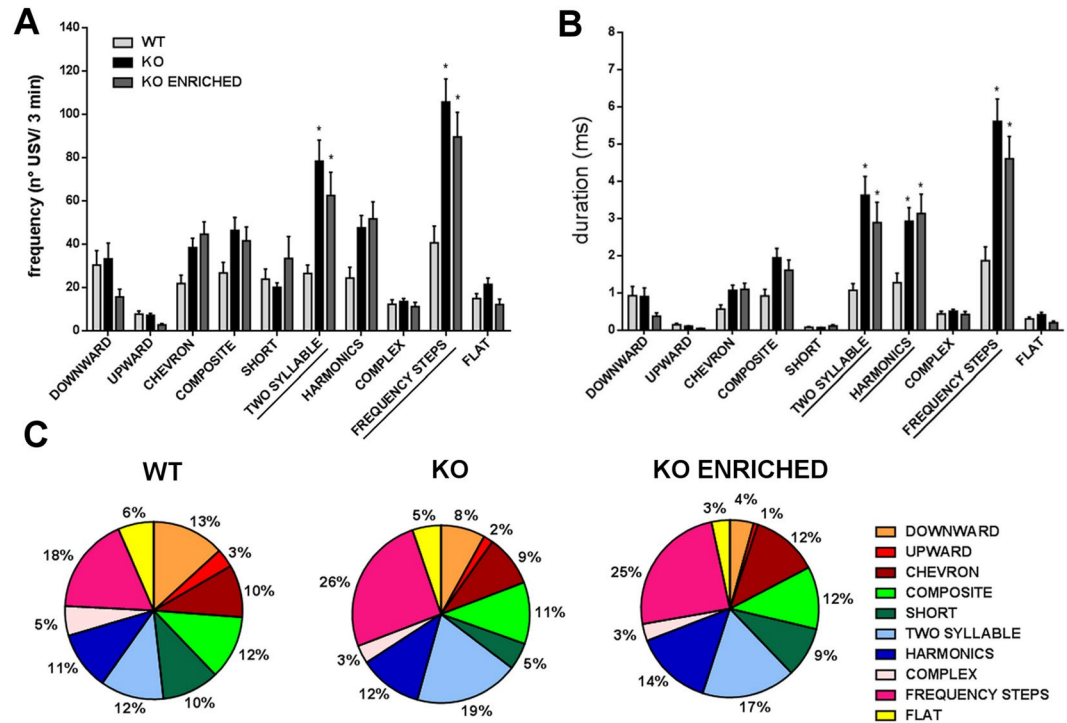 A
140
120
100
80
60
40
20
0
frequency (n° USV/ 3 min)
WT
KO
KO ENRICHED
*
*
*
*
DOWNWARD
UPWARD
CHEVRON
COMPOSITE
SHORT
TWO SYLLABLE
HARMONICS
COMPLEX
FREQUENCY STEPS
FLAT
B
8
7
6
5
4
3
2
1
0
duration (ms)
*
*
*
*
*
*
DOWNWARD
UPWARD
CHEVRON
COMPOSITE
SHORT
TWO SYLLABLE
HARMONICS
COMPLEX
FREQUENCY STEPS
FLAT
C
WT
6%
13%
3%
10%
12%
10%
12%
11%
5%
18%
KO
5%
8%
2%
9%
11%
5%
19%
12%
3%
26%
KO ENRICHED
3%
4%
1%
12%
12%
9%
17%
14%
3%
25%
DOWNWARD
UPWARD
CHEVRON
COMPOSITE
SHORT
TWO SYLLABLE
HARMONICS
COMPLEX
FREQUENCY STEPS
FLAT